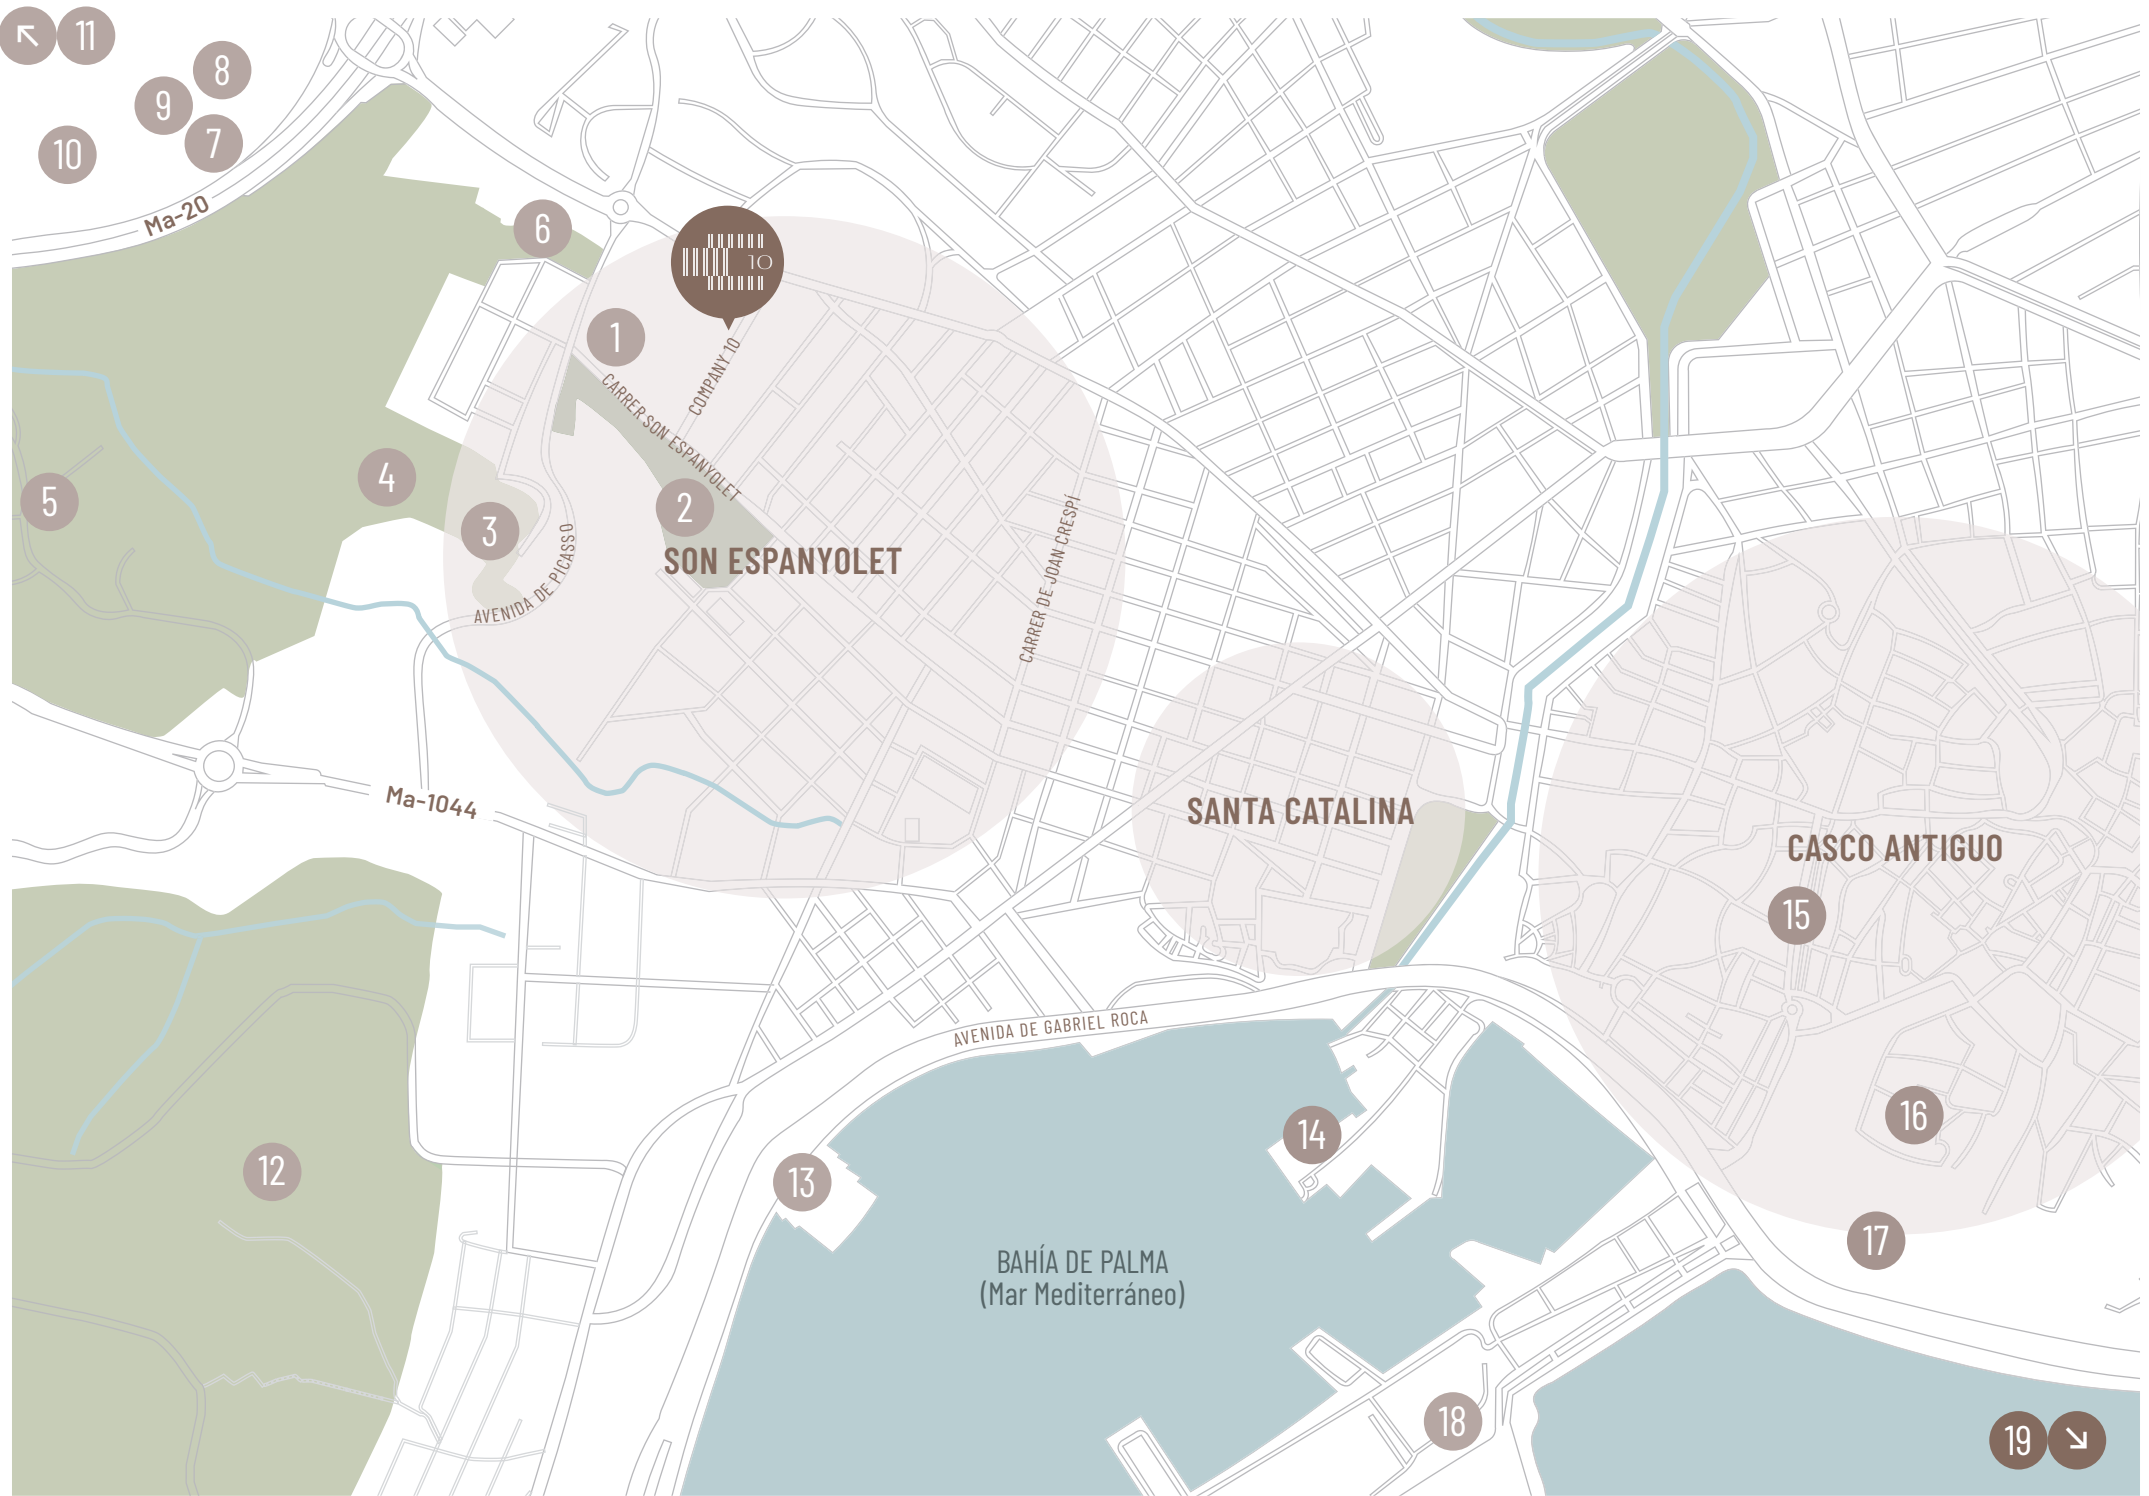 11
8
9
7
10
Ma-20
6
10
1
COMPANY 10
CARRER SON ESPANYOLET
4
5
2
3
SON ESPANYOLET
AVENIDA DE PICASSO
CARRER DE JOAN CRESPÍ
Ma-1044
SANTA CATALINA
CASCO ANTIGUO
15
AVENIDA DE GABRIEL ROCA
16
14
12
13
17
BAHÍA DE PALMA
(Mar Mediterráneo)
18
19